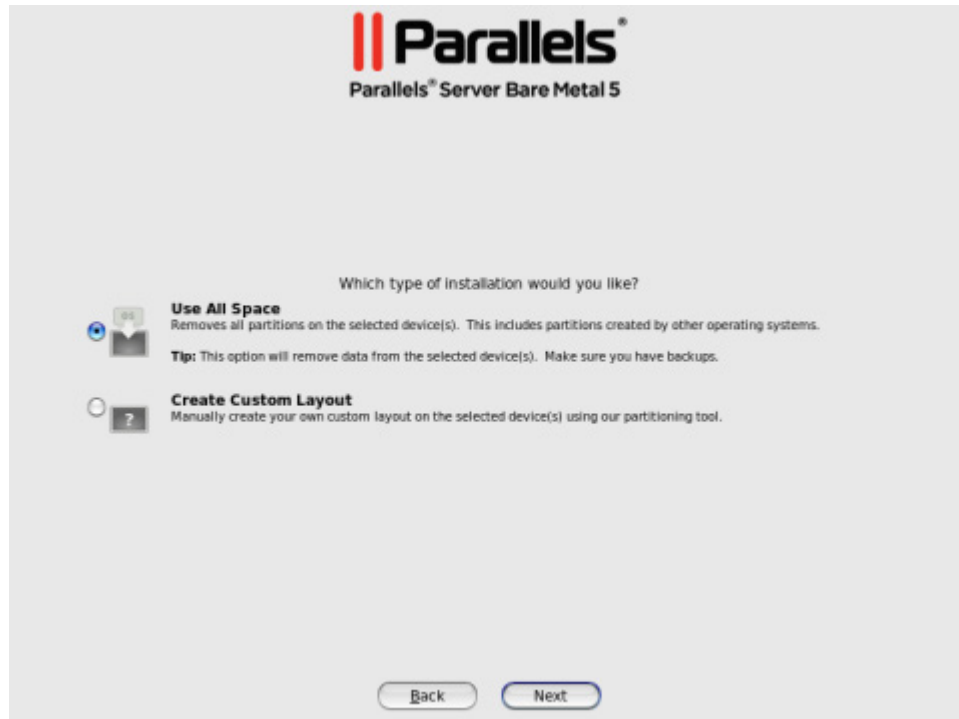 Parallels®
Parallels® Server Bare Metal 5
Which type of installation would you like?
Use All Space
Removes all partitions on the selected device(s). This includes partitions created by other operating systems.
Tip: This option will remove data from the selected device(s). Make sure you have backups.
Create Custom Layout
Manually create your own custom layout on the selected device(s) using our partitioning tool.
OS
?
Back
Next